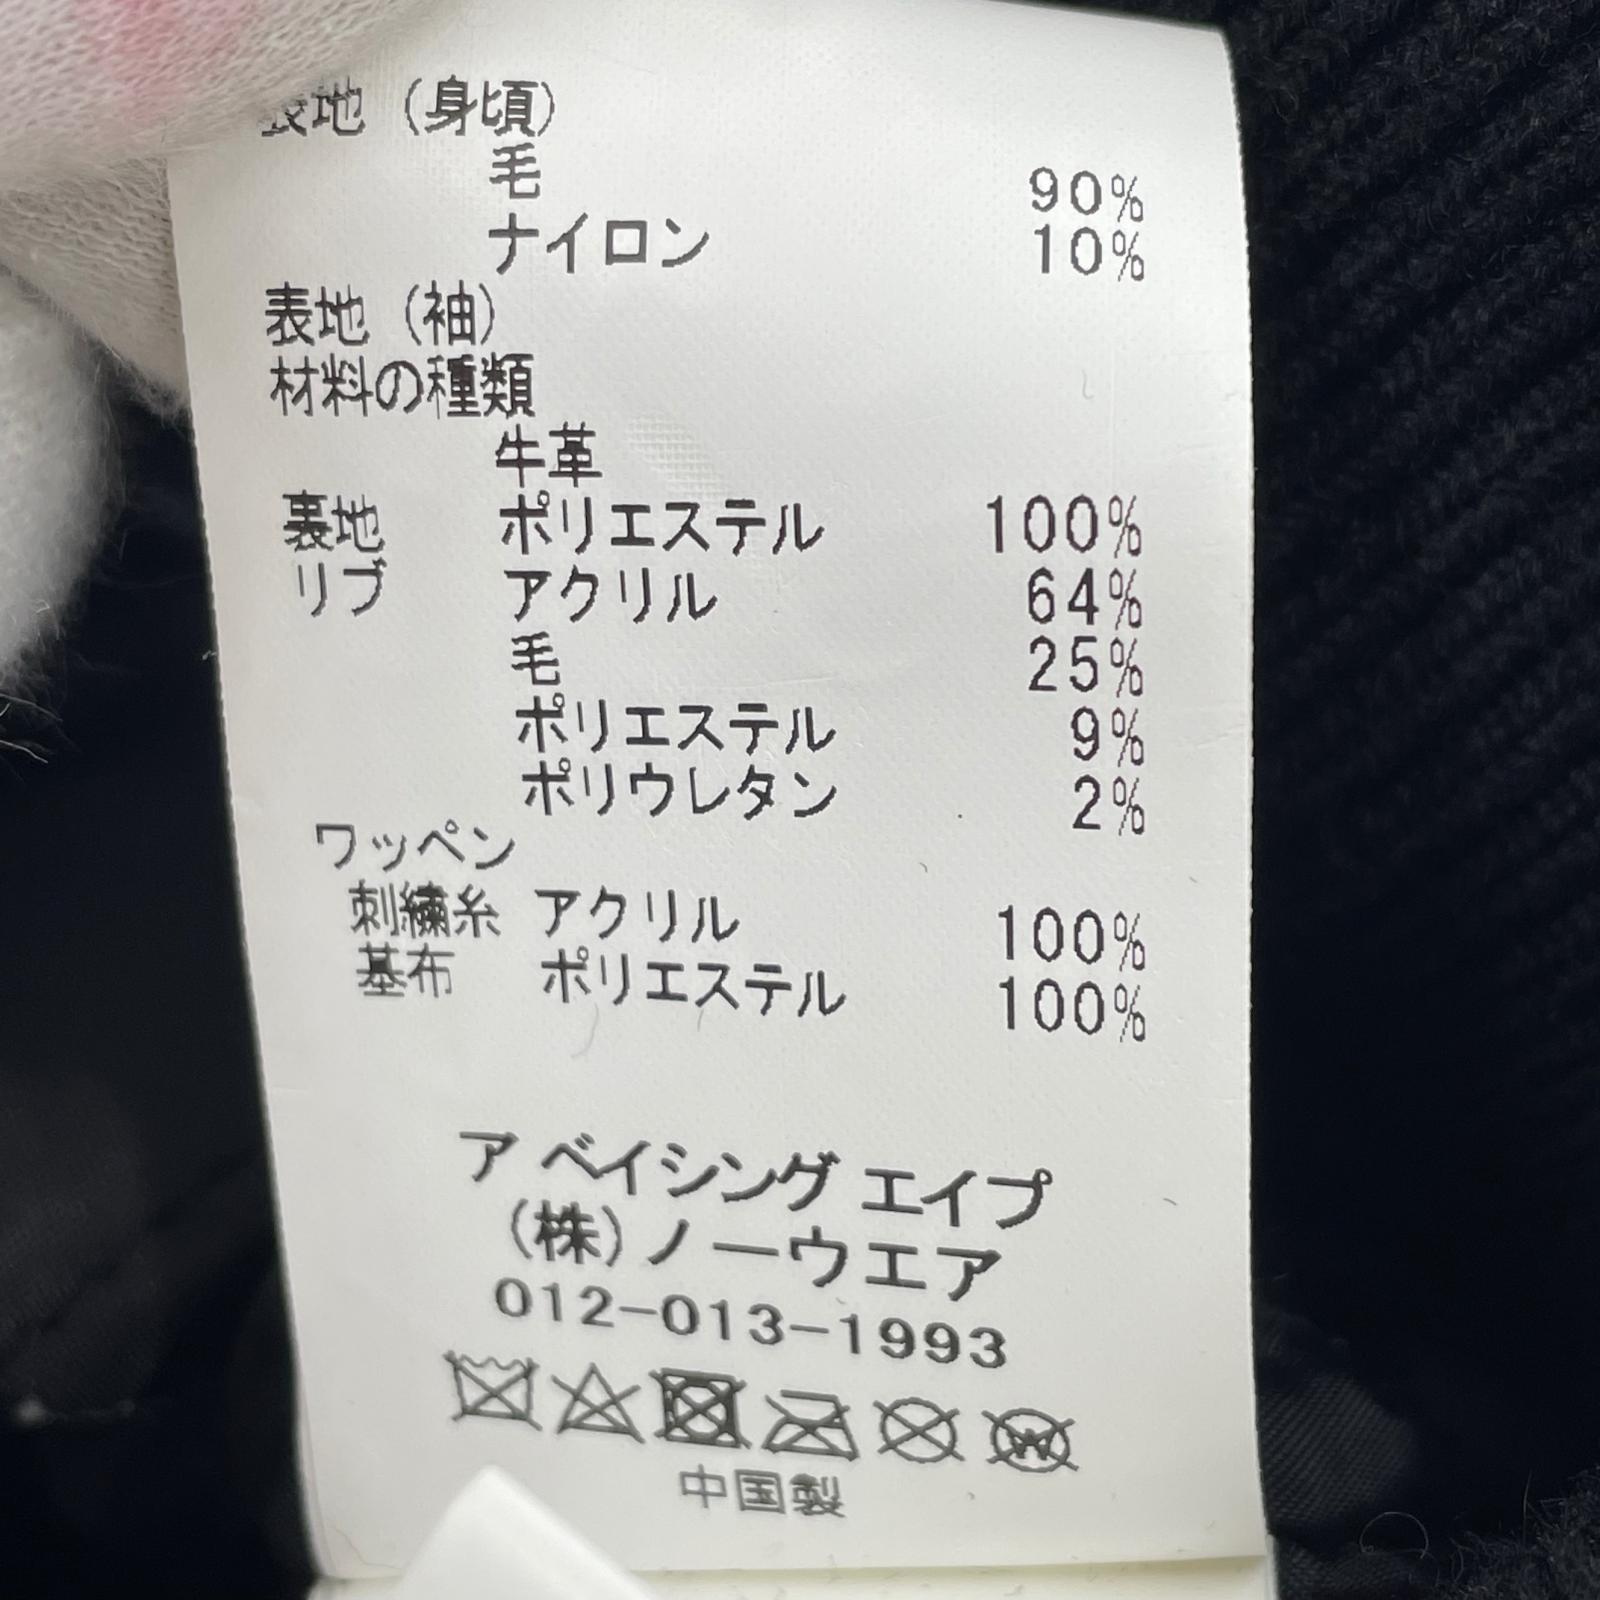 表地（身頃）
毛 90%
ナイロン 10%
表地（袖）
材料の種類
牛革
裏地 ポリエステル 100%
リブ アクリル 64%
毛 25%
ポリエステル 9%
ポリウレタン 2%
ワッペン
刺繍糸 アクリル 100%
基布 ポリエステル 100%
ア ベイシング エイプ
(株)ノーウエア
012-013-1993
W
中国製